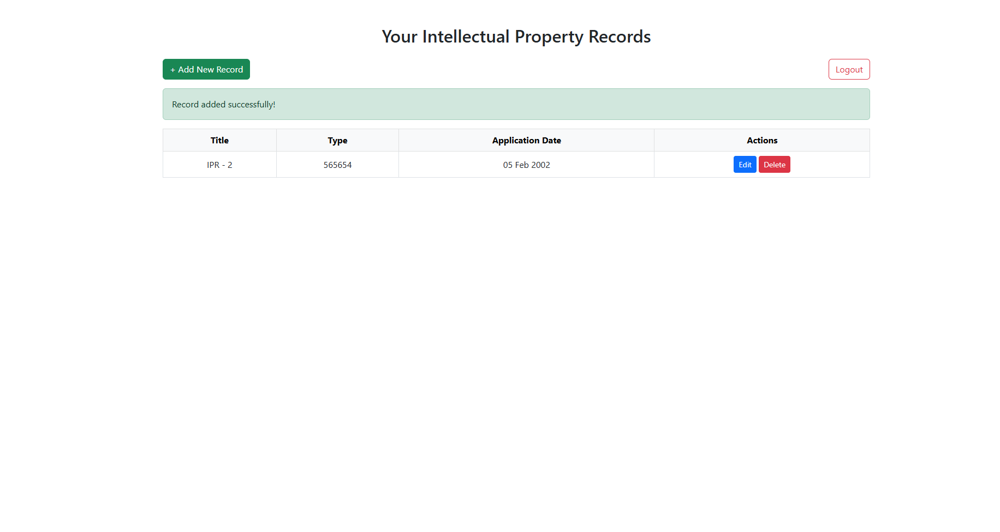 Your Intellectual Property Records
+ Add New Record
Logout
Record added successfully!
Title Type Application Date Actions
IPR - 2 565654 05 Feb 2002 Edit Delete